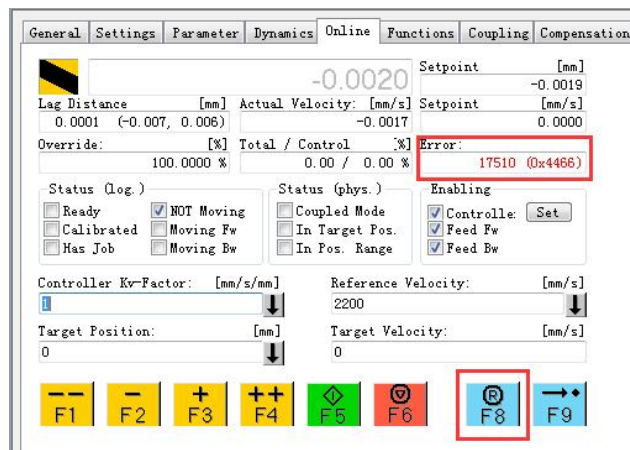 General Settings Parameter Dynamics Online Functions Coupling Compensation
-0.0020
Setpoint [mm]
-0.0019
Lag Distance [mm] Actual Velocity: [mm/s] Setpoint [mm/s]
0.0001 (-0.007, 0.006) -0.0017 0.0000
Override: [%] Total / Control [%] Error:
100.0000 % 0.00 / 0.00 % 17510 (0x4466)
Status (log.) Status (phys.) Enabling
Ready NOT Moving Coupled Mode Controlle: Set
Calibrated Moving Fw In Target Pos. Feed Fw
Has Job Moving Bw In Pos. Range Feed Bw
Controller Kv-Factor: [mm/s/mm] Reference Velocity: [mm/s]
1 2200
Target Position: [mm] Target Velocity: [mm/s]
0 0
-- - + ++ R
F1 F2 F3 F4 F5 F6 F8 F9